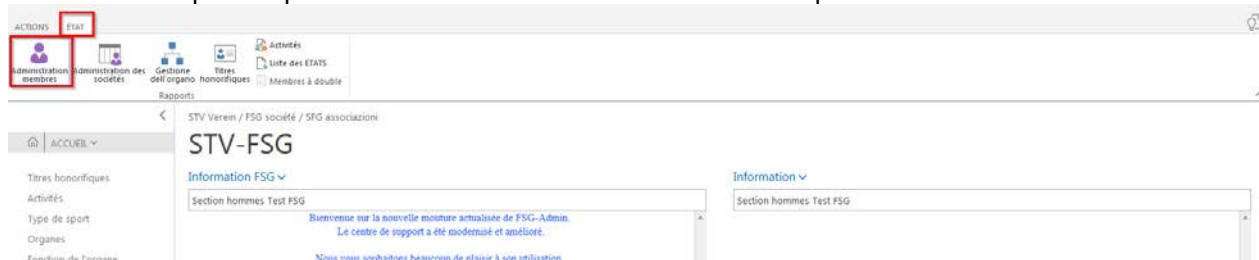 ACTIONS ETAT
Administration membres
Administration des sociétés
Gestione dell'organo
Titres honorifiques
Activités
Liste des ETATS
Membres à double
Rapports
STV Verein / FSG société / SFG associazioni
ACCUEIL
STV-FSG
Titres honorifiques
Activités
Type de sport
Organes
Fonction de l'organe
Information FSG
Section hommes Test FSG
Bienvenue sur la nouvelle mouture actualisée de FSG-Admin.
Le centre de support a été modernisé et amélioré.
Nous vous souhaitons beaucoup de plaisir à son utilisation.
Information
Section hommes Test FSG